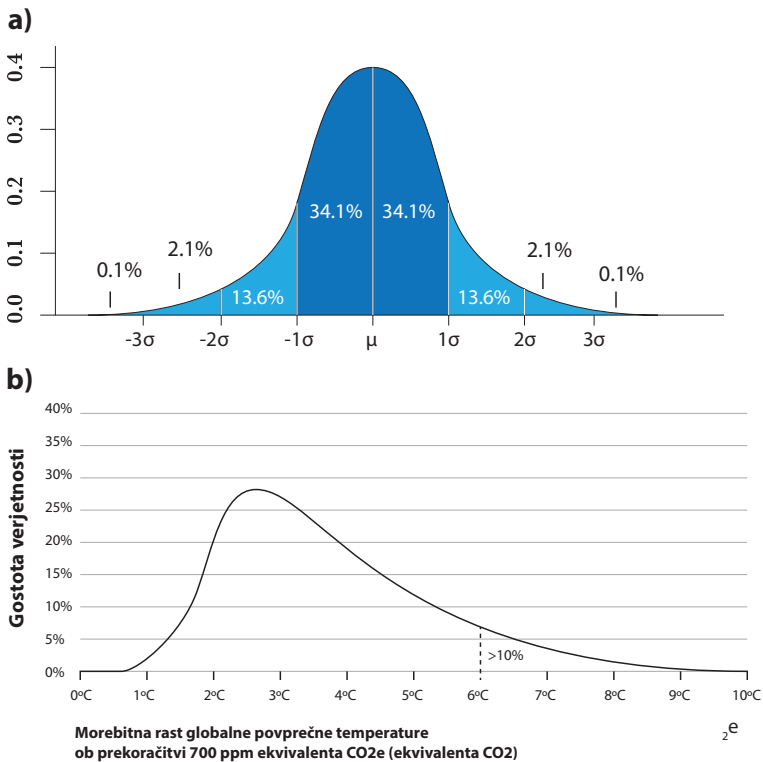 a)
0.4
0.3
0.2
0.1
0.0
34.1% 34.1%
2.1% 2.1%
0.1% 0.1%
13.6% 13.6%
-3σ -2σ -1σ μ 1σ 2σ 3σ
b)
Gostota verjetnosti
40%
35%
30%
25%
20%
15%
10%
5%
0%
>10%
0ºC 1ºC 2ºC 3ºC 4ºC 5ºC 6ºC 7ºC 8ºC 9ºC 10ºC
Morebitna rast globalne povprečne temperature
ob prekoračitvi 700 ppm ekvivalenta CO2e (ekvivalenta CO2)
₂e